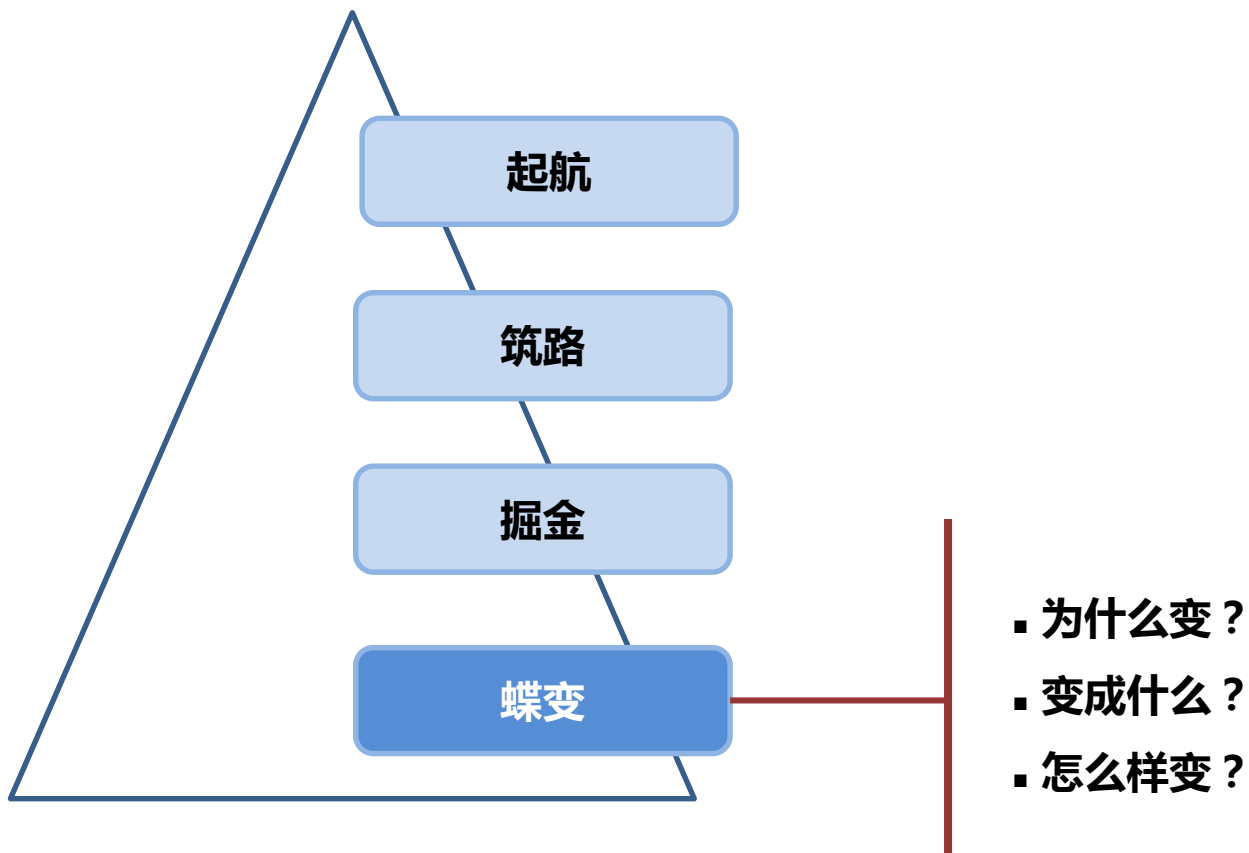 起航
筑路
掘金
蝶变
▪ 为什么变？
▪ 变成什么？
▪ 怎么样变？